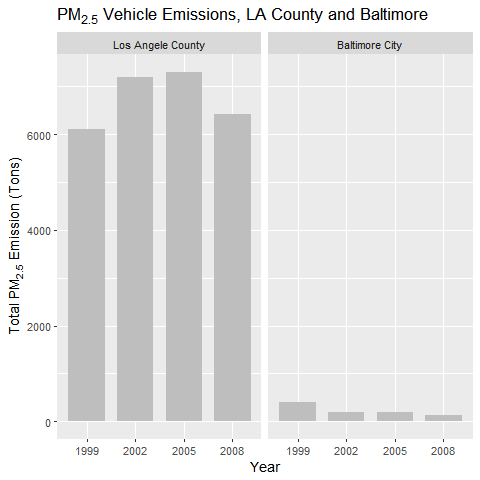 PM2.5 Vehicle Emissions, LA County and Baltimore
Los Angele County
Baltimore City
Total PM2.5 Emission (Tons)
6000
4000
2000
0
1999 2002 2005 2008
1999 2002 2005 2008
Year